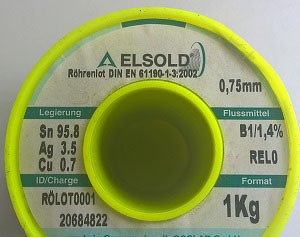 ELSOLD
Röhrenlot DIN EN 61190-1-3:2002
0,75mm
Legierung
Flussmittel
Sn 95.8
Ag 3.5
Cu 0.7
B1/1,4%
REL0
ID/Charge
Format
RÖLOT0001
20684822
1Kg